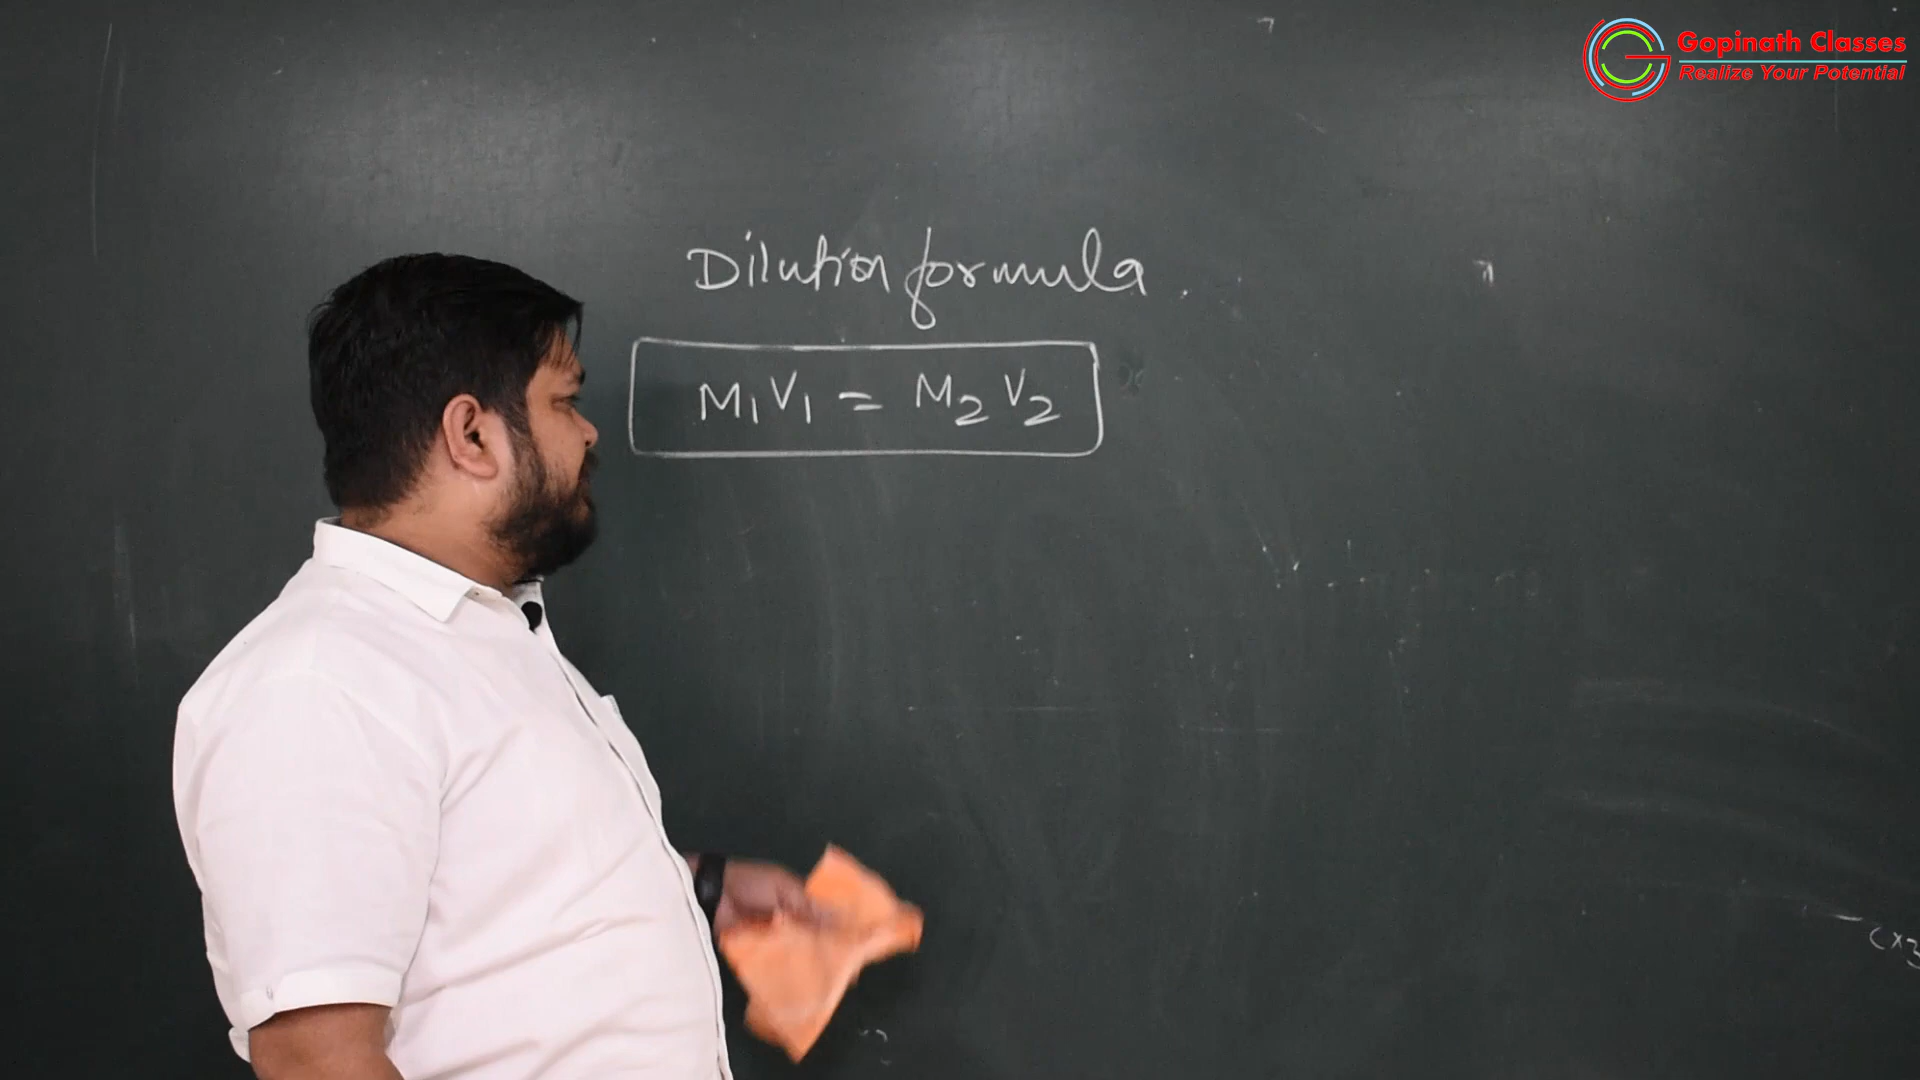 Gopinath Classes
Realize Your Potential
Dilution formula.
M₁V₁ = M₂V₂